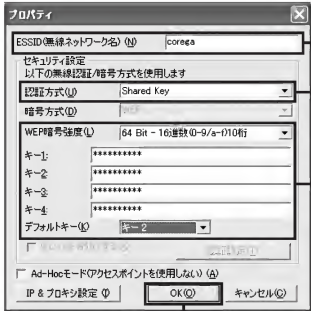 プロパティ
ESSID(無線ネットワーク名) (N) corega
セキュリティ設定
以下の無線認証/暗号方式を使用します
認証方式(U) Shared Key
暗号方式(T)
WEP暗号強度(L) 64 Bit - 16進数(0-9/a-f)10桁
キー1: **********
キー2: **********
キー3: **********
キー4: **********
デフォルトキー(K) キー 2
Ad-Hocモード(アクセスポイントを使用しない) (A)
IP & プロキシ設定 (I) OK(O) キャンセル(C)